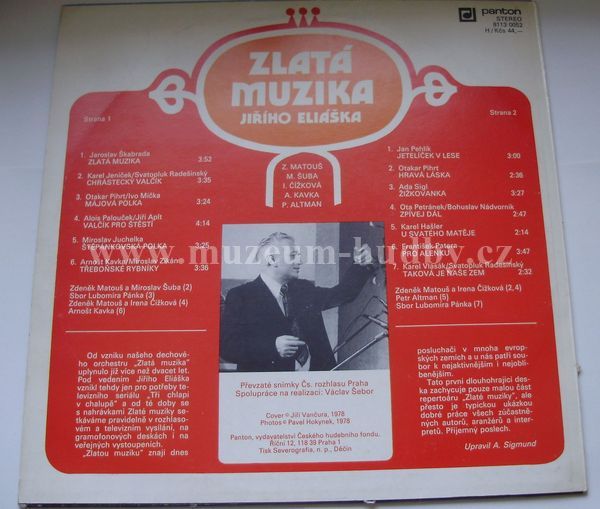 panton
STEREO
8113 0052
H/Kčs 44,—
ZLATÁ
MUZIKA
JIŘÍHO ELIÁŠKA
Z. MATOUŠ
M. ŠUBA
I. ČÍŽKOVÁ
A. KAVKA
P. ALTMAN
Strana 1
1. Jaroslav Škabrada
ZLATÁ MUZIKA 3:52
2. Karel Jeníček/Svatopluk Radešínský
CHRÁSTECKÝ VALČÍK 3:35
3. Otakar Pihrt/Ivo Mička
MÁJOVÁ POLKA 3:24
4. Alois Palouček/Jiří Aplt
VALČÍK PRO ŠTĚSTÍ 4:14
5. Miroslav Juchelka
ŠTĚPÁNKOVSKÁ POLKA 3:25
6. Arnošt Kavka/Miroslav Zkáněl
TŘEBOŇSKÉ RYBNÍKY 3:36
Zdeněk Matouš a Miroslav Šuba (2)
Sbor Lubomíra Pánka (3)
Zdeněk Matouš a Irena Čížková (4)
Arnošt Kavka (6)
Strana 2
1. Jan Pehlík
JETELÍČEK V LESE 3:00
2. Otakar Pihrt
HRAVÁ LÁSKA 2:36
3. Ada Sigl
ŽIŽKOVANKA 2:27
4. Ota Petránek/Bohuslav Nádvorník
ZPÍVEJ DÁL 2:47
5. Karel Hašler
U SVATÉHO MATĚJE 3:14
6. František Patera
PRO ALENKU 3:47
7. Karel Vlasák/Svatopluk Radešínský
TAKOVÁ JE NAŠE ZEM 2:32
Zdeněk Matouš a Irena Čížková (2,4)
Petr Altman (5)
Sbor Lubomíra Pánka (7)
www.muzeum-hudby.cz
Od vzniku našeho dechové-
ho orchestru „Zlatá muzika"
uplynulo již více než dvacet let.
Pod vedením Jiřího Eliáška
vznikl tehdy jen pro potřeby te-
levizního seriálu „Tři chlapi
v chalupě" a od té doby se
s nahrávkami Zlaté muziky se-
tkáváme pravidelně v rozhlaso-
vém a televizním vysílání, na
gramofonových deskách i na
veřejných vystoupeních.
„Zlatou muziku" znají dnes
Převzaté snímky Čs. rozhlasu Praha
Spolupráce na realizaci: Václav Šebor
Cover © Jiří Vančura, 1978
Photos © Pavel Hokynek, 1978
Panton, vydavatelství Českého hudebního fondu,
Říční 12, 118 39 Praha 1
Tisk Severografia, n. p., Děčín
posluchači v mnoha evrop-
ských zemích a u nás patří sou-
bor k nejaktivnějším i nejobli-
benějším.
Tato první dlouhohrající des-
ka zachycuje pouze malou část
repertoáru „Zlaté muziky", ale
přesto je typickou ukázkou
dobré práce všech zúčastně-
ných autorů, aranžérů a inter-
pretů. Příjemný poslech.
Upravil A. Sigmund